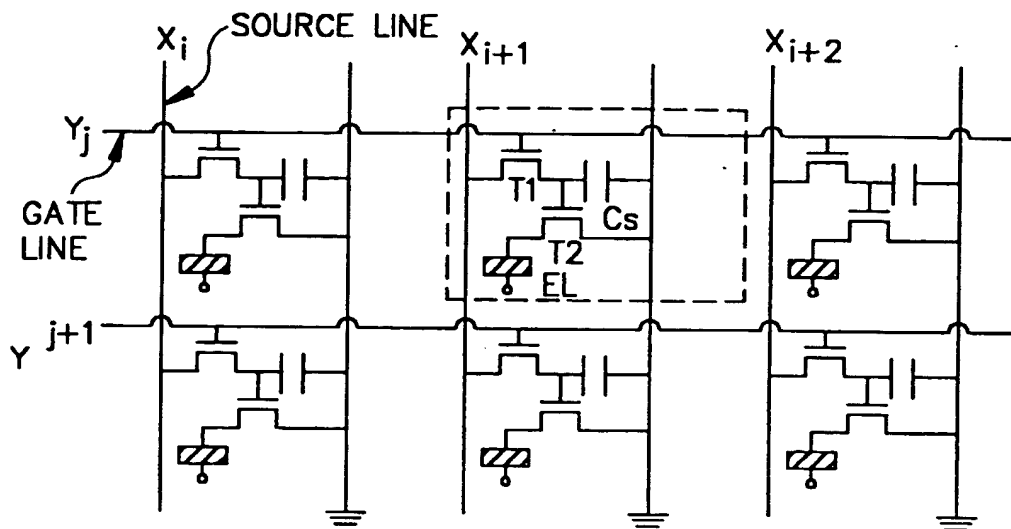 SOURCE LINE
Xi Xi+1 Xi+2
Yj
GATE
LINE
T1
Cs
T2
EL
Y j+1